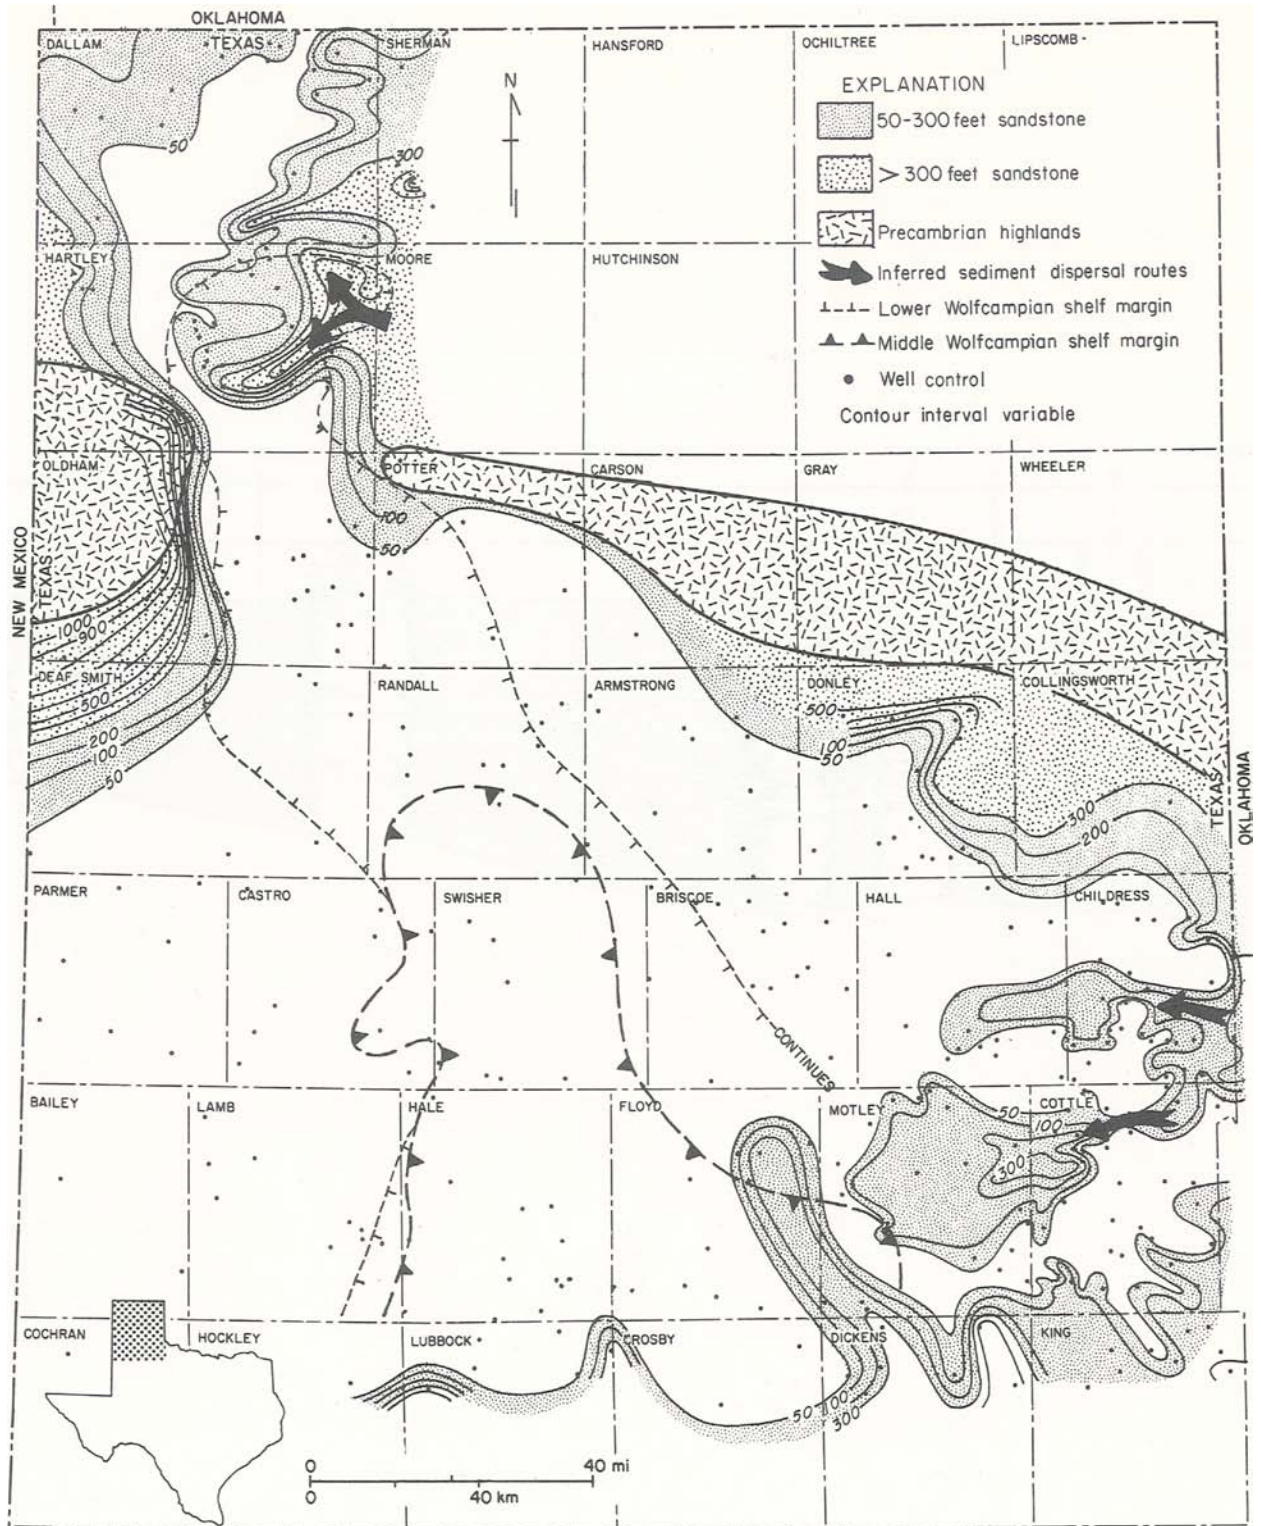 OKLAHOMA
TEXAS
DALLAM
SHERMAN
HANSFORD
OCHILTREE
LIPSCOMB
N
EXPLANATION
50-300 feet sandstone
> 300 feet sandstone
Precambrian highlands
Inferred sediment dispersal routes
Lower Wolfcampian shelf margin
Middle Wolfcampian shelf margin
Well control
Contour interval variable
50
300
HARTLEY
MOORE
HUTCHINSON
OLDHAM
POTTER
CARSON
GRAY
WHEELER
100
50
NEW MEXICO
TEXAS
1000
900
DEAF SMITH
500
200
100
50
RANDALL
ARMSTRONG
DONLEY
COLLINGSWORTH
500
100
50
300
200
TEXAS
OKLAHOMA
PARMER
CASTRO
SWISHER
BRISCOE
HALL
CHILDRESS
CONTINUES
BAILEY
LAMB
HALE
FLOYD
MOTLEY
COTTLE
50
100
300
COCHRAN
HOCKLEY
LUBBOCK
CROSBY
DICKENS
KING
50
100
300
0 40 mi
0 40 km